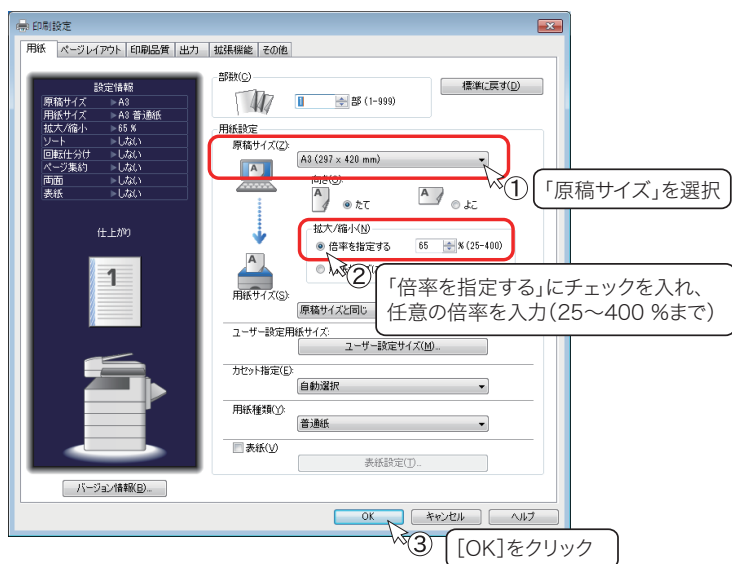 印刷設定
用紙 ページレイアウト 印刷品質 出力 拡張機能 その他
設定情報
原稿サイズ ▶A3
用紙サイズ ▶A3 普通紙
拡大/縮小 ▶65 %
ソート ▶しない
回転仕分け ▶しない
ページ集約 ▶しない
両面 ▶しない
表紙 ▶しない
仕上がり
1
バージョン情報(B)...
部数(C)
1 部 (1-999)
標準に戻す(D)
用紙設定
原稿サイズ(Z):
A3 (297 x 420 mm)
①「原稿サイズ」を選択
向き(O):
A たて A よこ
拡大/縮小(N)
倍率を指定する 65 % (25-400)
②「倍率を指定する」にチェックを入れ、
任意の倍率を入力(25～400 %まで)
用紙サイズ(S):
原稿サイズと同じ
ユーザー設定用紙サイズ:
ユーザー設定サイズ(M)...
カセット指定(E):
自動選択
用紙種類(Y):
普通紙
表紙(V)
表紙設定(T)...
OK キャンセル ヘルプ
③［OK］をクリック